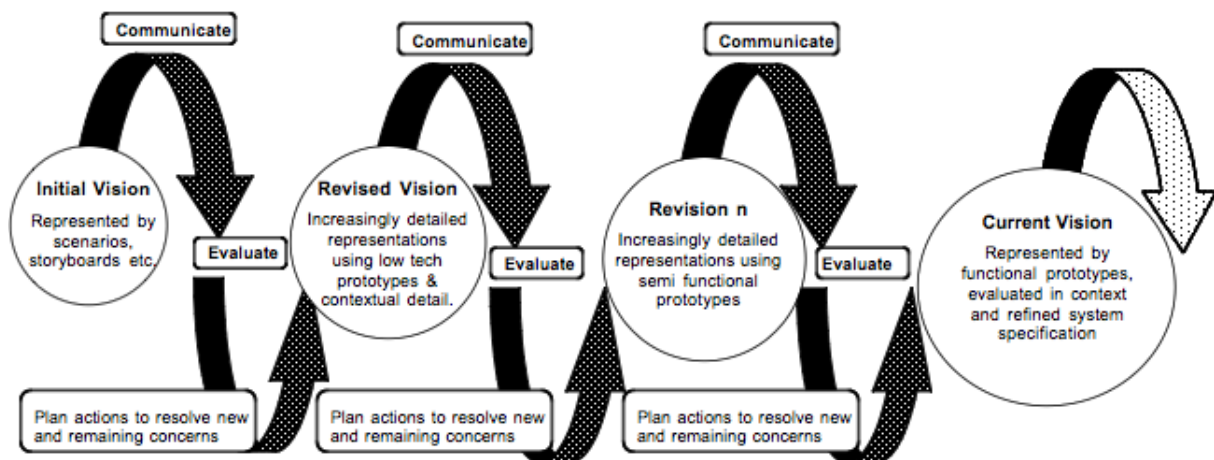 Communicate
Communicate
Communicate
Initial Vision
Represented by
scenarios,
storyboards etc.
Evaluate
Plan actions to resolve new
and remaining concerns
Revised Vision
Increasingly detailed
representations
using low tech
prototypes &
contextual detail.
Evaluate
Plan actions to resolve new
and remaining concerns
Revision n
Increasingly detailed
representations using
semi functional
prototypes
Evaluate
Plan actions to resolve new
and remaining concerns
Current Vision
Represented by
functional prototypes,
evaluated in context
and refined system
specification